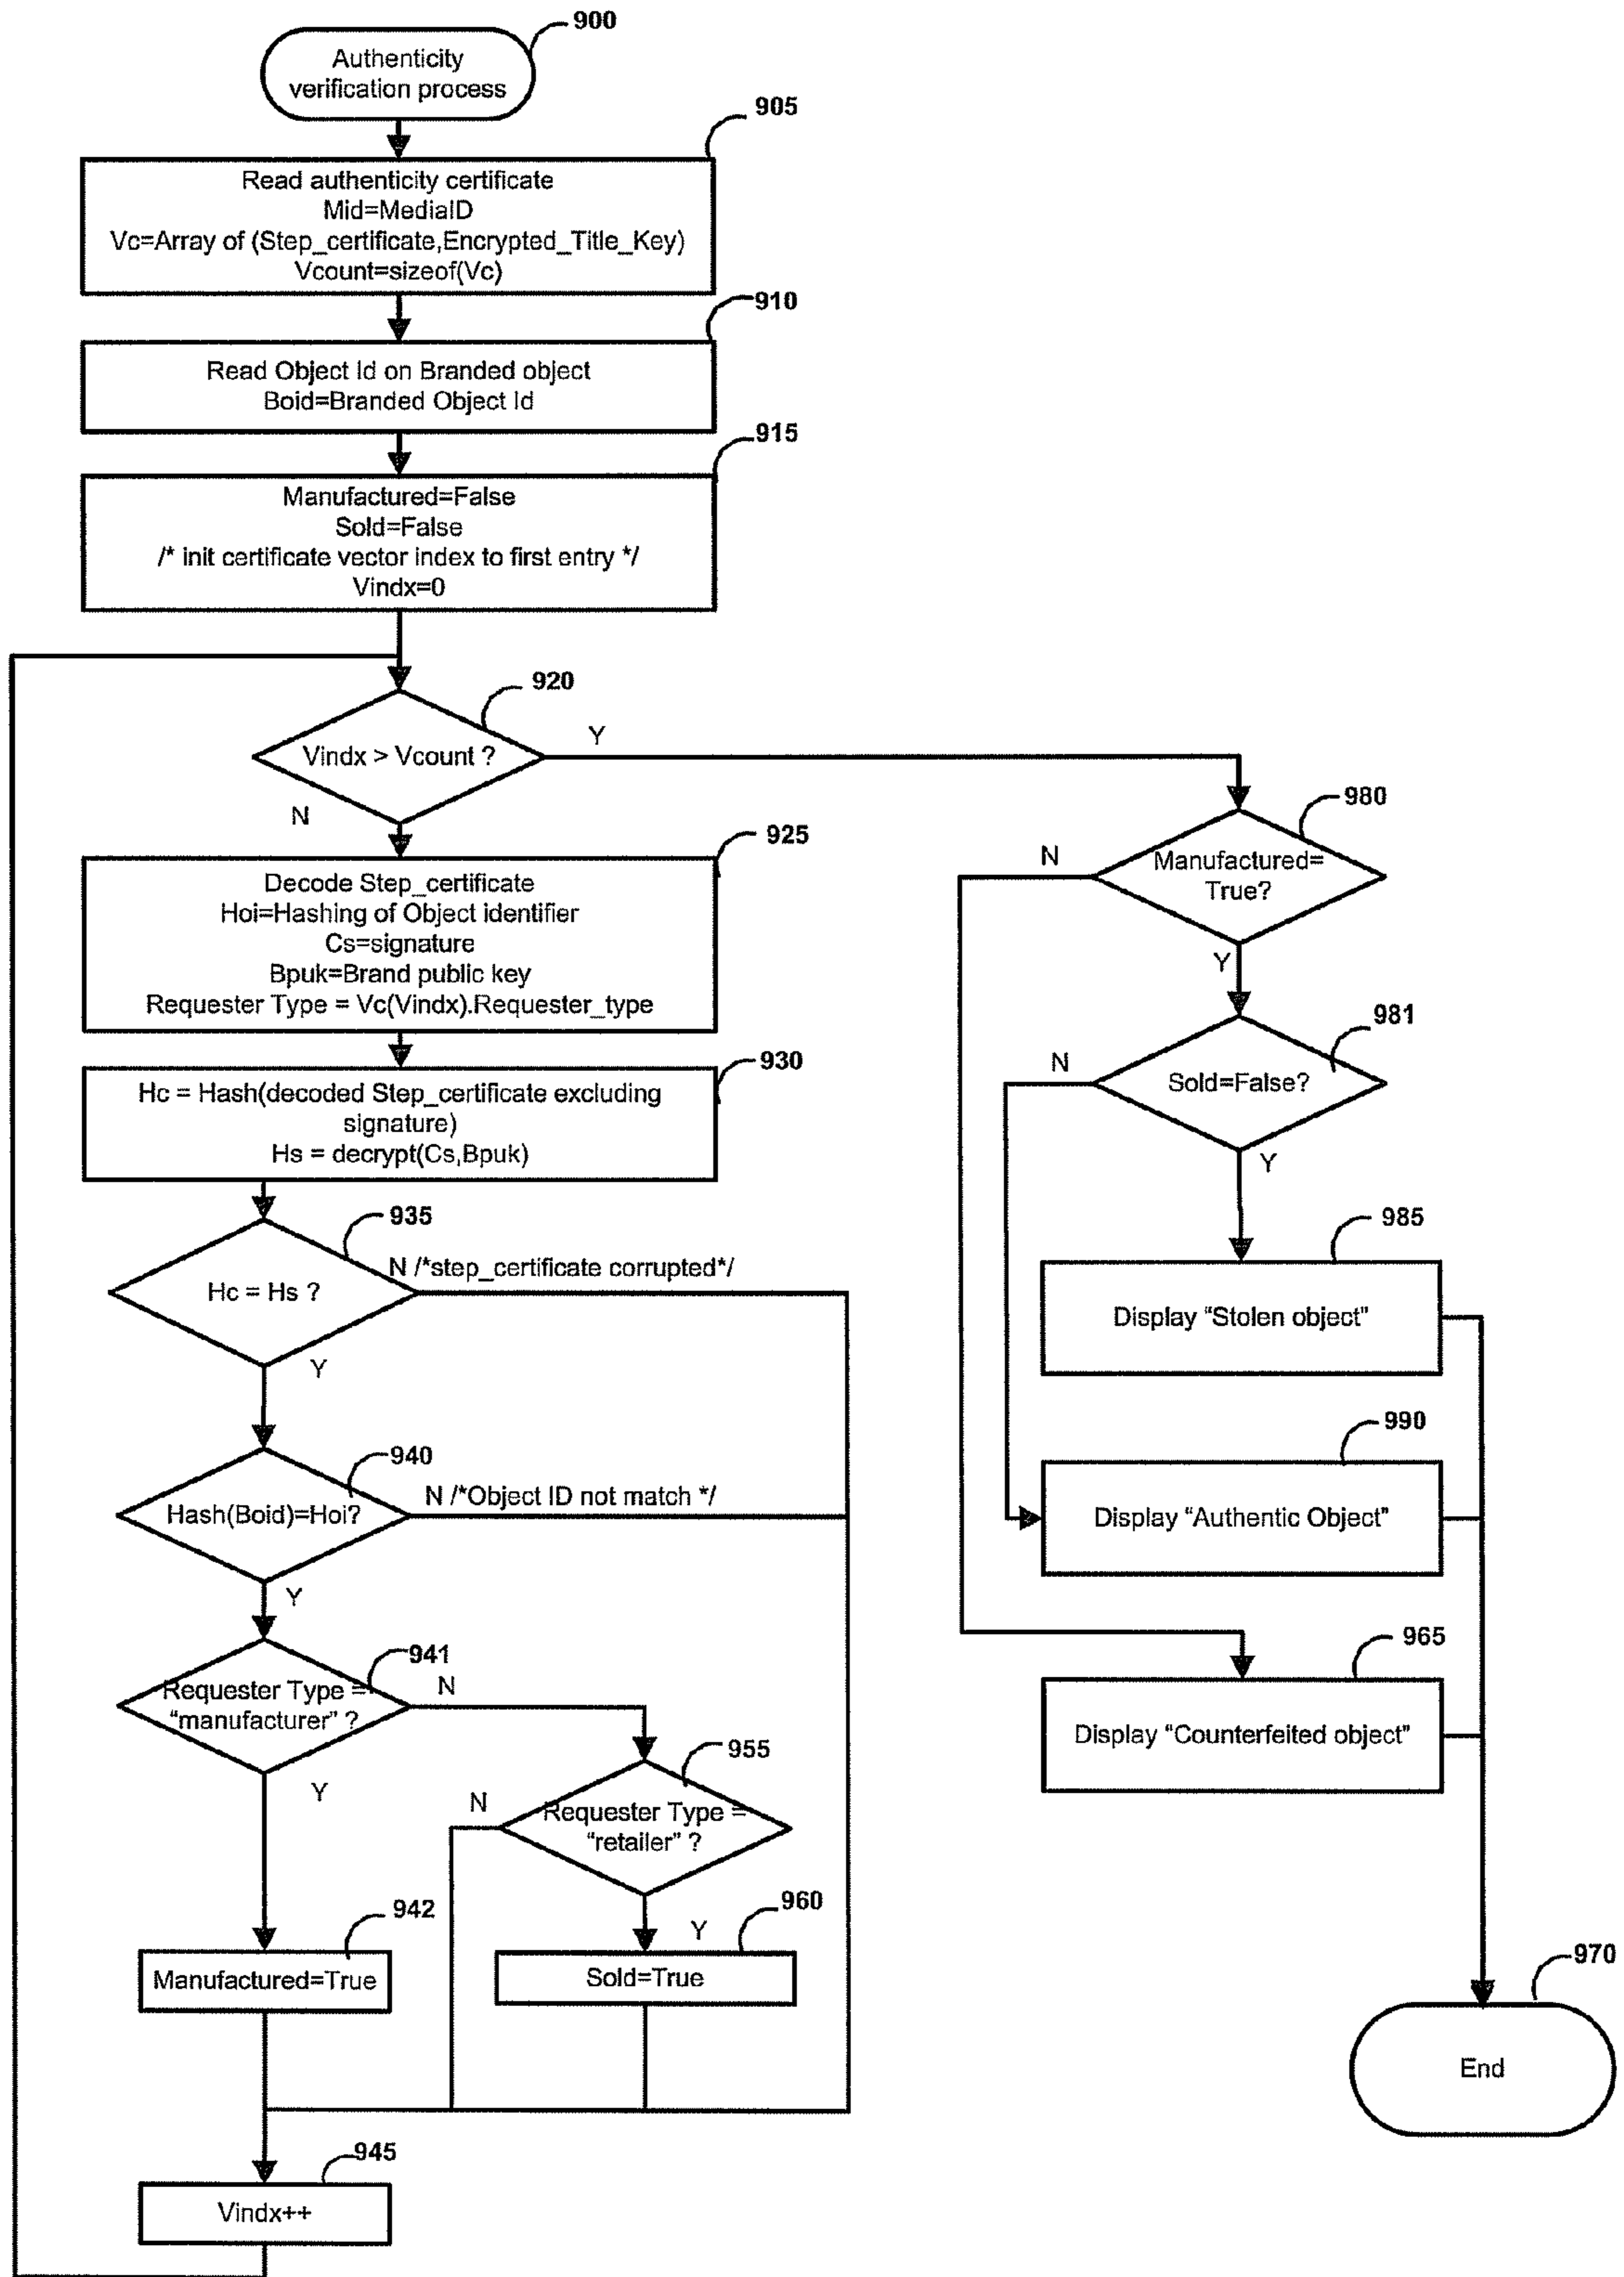 900
Authenticity
verification process
905
Read authenticity certificate
Mid=MediaID
Vc=Array of (Step_certificate,Encrypted_Title_Key)
Vcount=sizeof(Vc)
910
Read Object Id on Branded object
Boid=Branded Object Id
915
Manufactured=False
Sold=False
/* init certificate vector index to first entry */
Vindx=0
920
Vindx > Vcount ?
Y
N
925
Decode Step_certificate
Hoi=Hashing of Object identifier
Cs=signature
Bpuk=Brand public key
Requester Type = Vc(Vindx).Requester_type
930
Hc = Hash(decoded Step_certificate excluding
signature)
Hs = decrypt(Cs,Bpuk)
935
Hc = Hs ?
N /*step_certificate corrupted*/
Y
940
Hash(Boid)=Hoi?
N /*Object ID not match */
Y
941
Requester Type =
"manufacturer" ?
N
Y
955
Requester Type =
"retailer" ?
N
Y
942
Manufactured=True
960
Sold=True
945
Vindx++
980
Manufactured=
True?
N
Y
981
Sold=False?
N
Y
985
Display “Stolen object”
990
Display “Authentic Object”
965
Display “Counterfeited object”
970
End